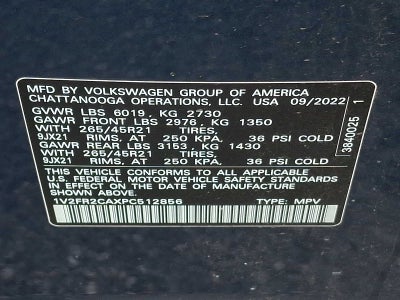 MFD BY VOLKSWAGEN GROUP OF AMERICA
CHATTANOOGA OPERATIONS, LLC. USA 09/2022
GVWR LBS 6019, KG 2730
GAWR FRONT LBS 2976, KG 1350
WITH 265/45R21 TIRES,
9JX21 RIMS, AT 250 KPA. 36 PSI COLD
GAWR REAR LBS 3153, KG 1430
WITH 265/45R21 TIRES,
9JX21 RIMS, AT 250 KPA. 36 PSI COLD
THIS VEHICLE CONFORMS TO ALL APPLICABLE
U.S. FEDERAL MOTOR VEHICLE SAFETY STANDARDS
IN EFFECT ON THE DATE OF MANUFACTURE
SHOWN ABOVE.
1V2FR2CAXPC512856 TYPE: MPV
3840025 1